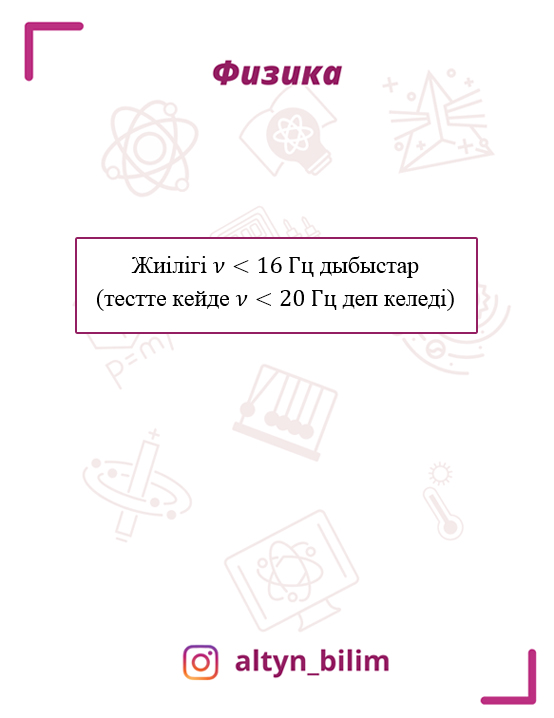 Физика
Жиілігі ν < 16 Гц дыбыстар
(тестте кейде ν < 20 Гц деп келеді)
p=m/
altyn_bilim